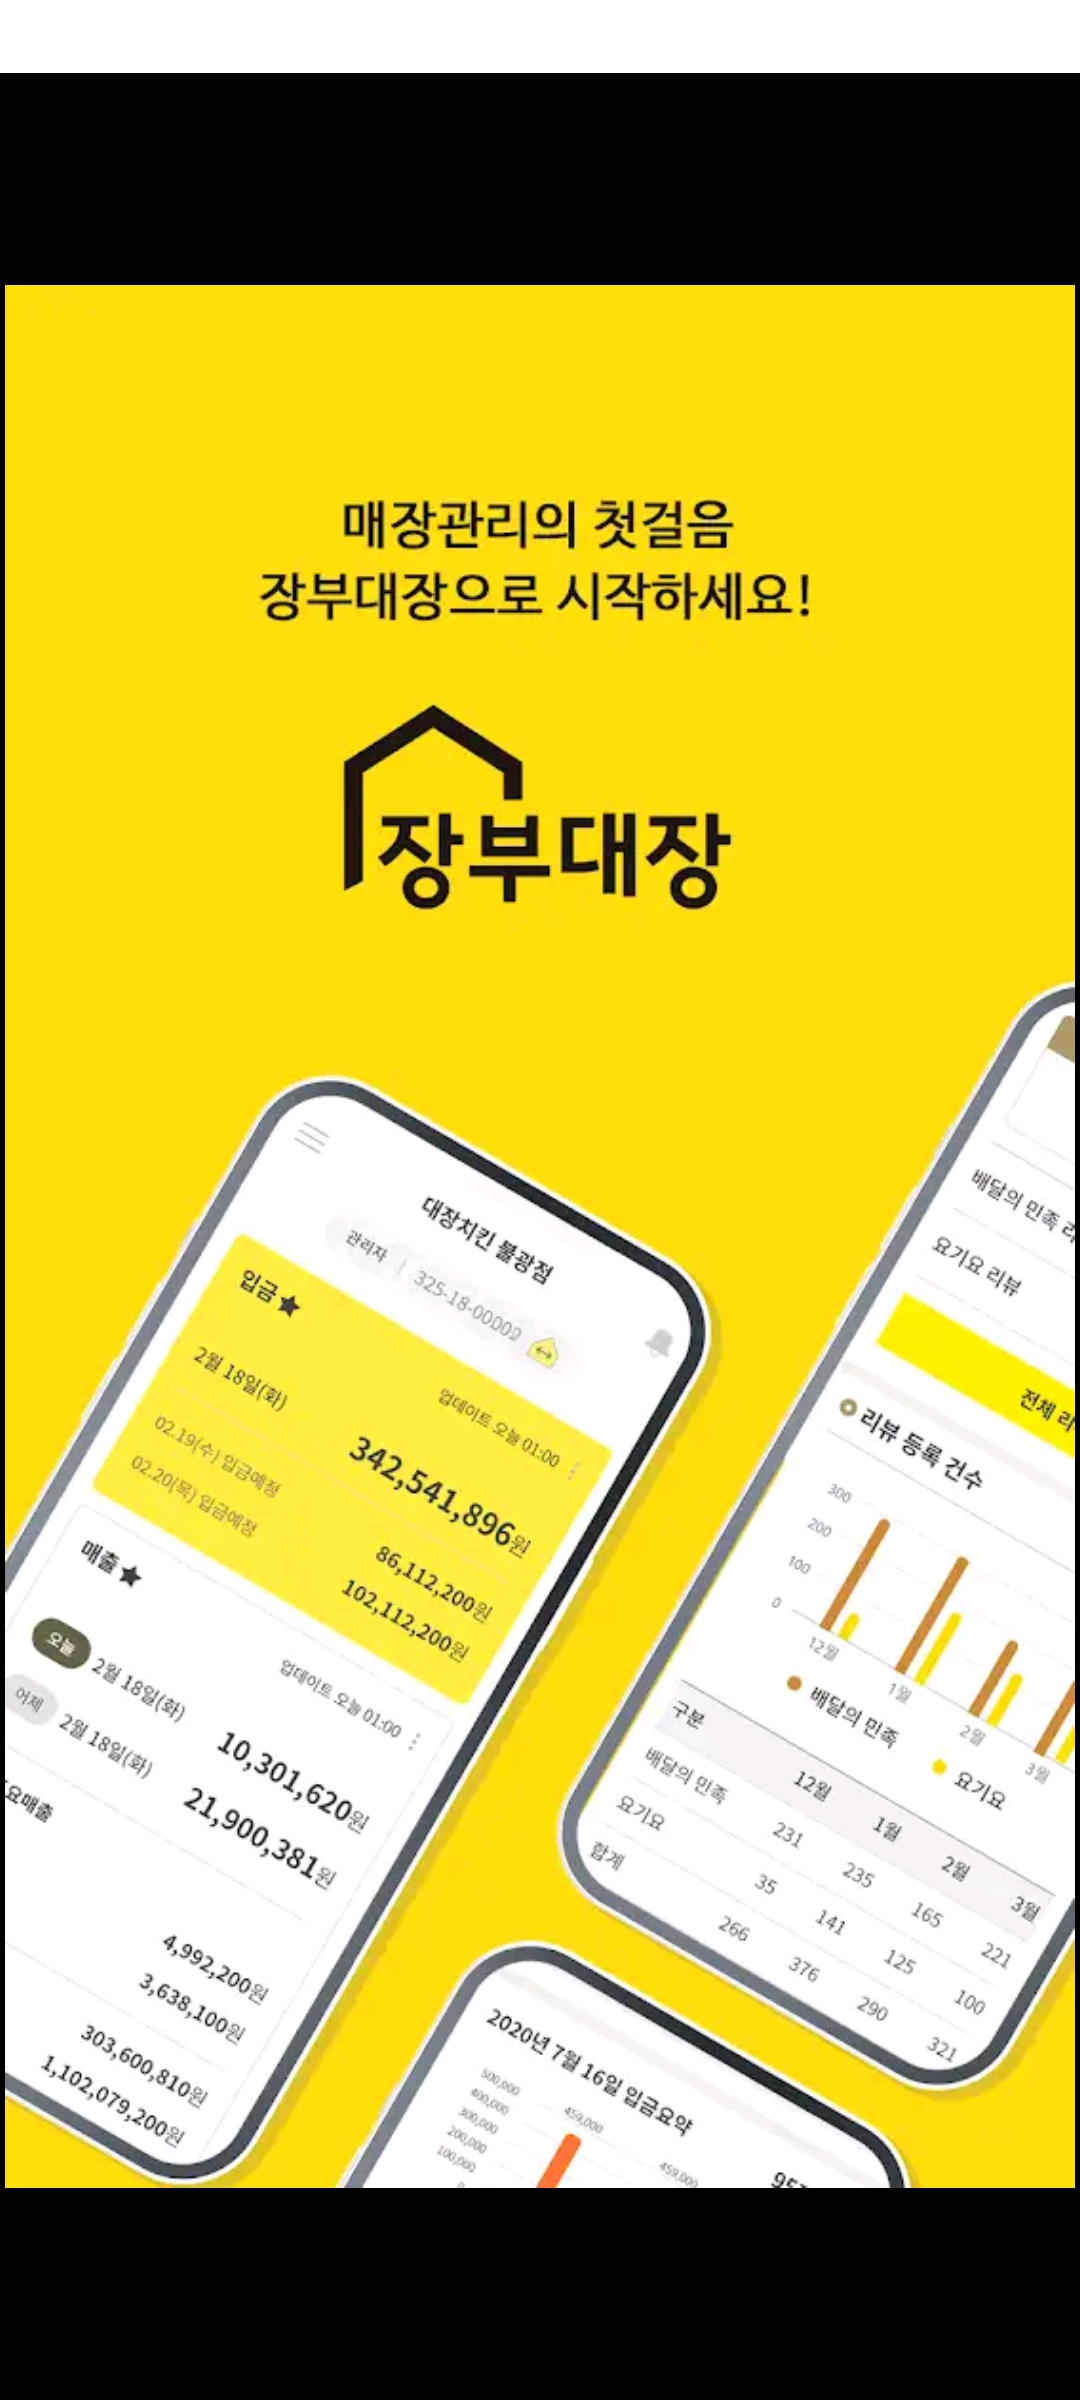 매장관리의 첫걸음
장부대장으로 시작하세요!
장부대장
대장치킨 불광점
관리자 | 325-18-00000
입금★
업데이트 오늘 01:00
2월 18일(화)
342,541,896원
02.19(수) 입금예정
86,112,200원
02.20(목) 입금예정
102,112,200원
매출★
업데이트 오늘 01:00
오늘 2월 18일(화)
10,301,620원
어제 2월 18일(화)
21,900,381원
요매출
4,992,200원
3,638,100원
303,600,810원
1,102,079,200원
배달의 민족 리
요기요 리뷰
전체 리
리뷰 등록 건수
300
200
100
0
12월 1월 2월 3월
배달의 민족 요기요
구분 12월 1월 2월 3월
배달의 민족 231 235 165 221
요기요 35 141 125 100
합계 266 376 290 321
2020년 7월 16일 입금요약
500,000
400,000
300,000
200,000
100,000
0
459,000
459,000